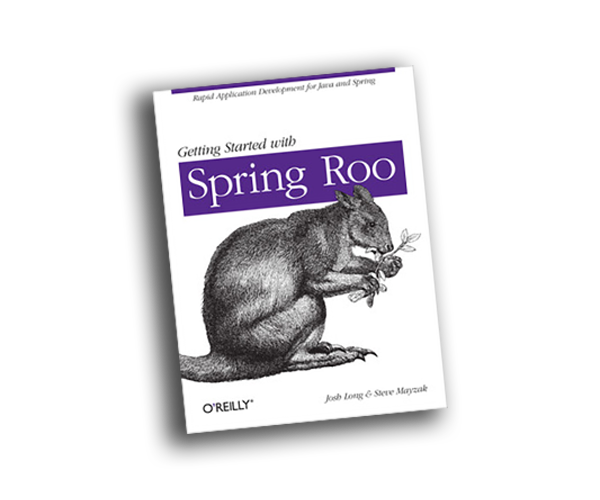 Rapid Application Development for Java and Spring
Getting Started with
Spring Roo
O'REILLY®
Josh Long & Steve Mayzak